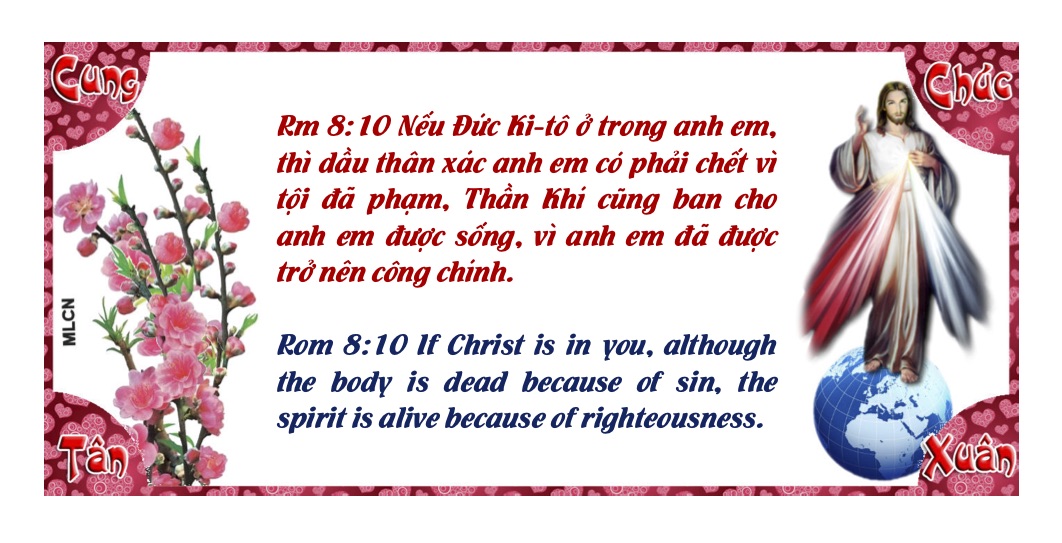 Cung Chúc
Rm 8:10 Nếu Đức Ki-tô ở trong anh em,
thì dầu thân xác anh em có phải chết vì
tội đã phạm, Thần Khí cũng ban cho
anh em được sống, vì anh em đã được
trở nên công chính.
MLCN
Rom 8:10 If Christ is in you, although
the body is dead because of sin, the
spirit is alive because of righteousness.
Tân Xuân